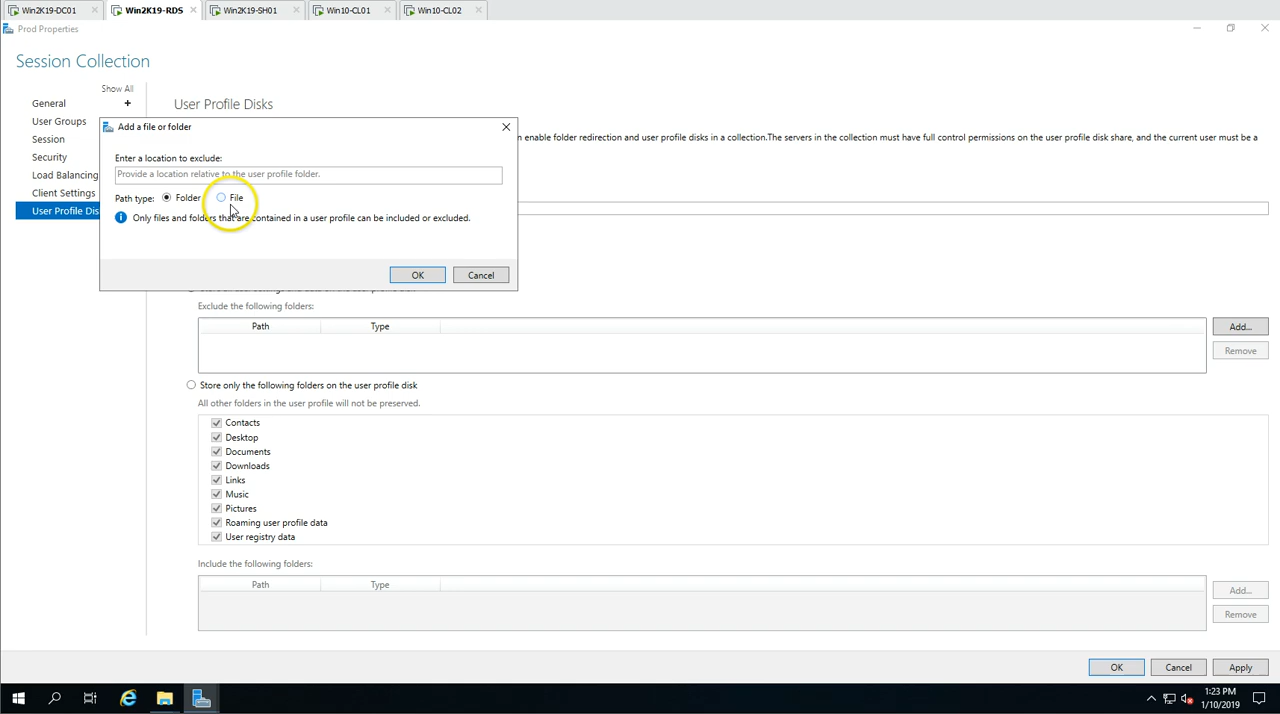 Win2K19-DC01
Win2K19-RDS
Win2K19-SH01
Win10-CL01
Win10-CL02
Prod Properties
Session Collection
Show All
General
User Groups
Session
Security
Load Balancing
Client Settings
User Profile Dis
User Profile Disks
n enable folder redirection and user profile disks in a collection.The servers in the collection must have full control permissions on the user profile disk share, and the current user must be a
Add a file or folder
Enter a location to exclude:
Provide a location relative to the user profile folder.
Path type: Folder File
Only files and folders that are contained in a user profile can be included or excluded.
OK Cancel
Exclude the following folders:
Path Type
Add...
Remove
Store only the following folders on the user profile disk
All other folders in the user profile will not be preserved.
Contacts
Desktop
Documents
Downloads
Links
Music
Pictures
Roaming user profile data
User registry data
Include the following folders:
Path Type
Add...
Remove
OK Cancel Apply
1:23 PM
1/10/2019